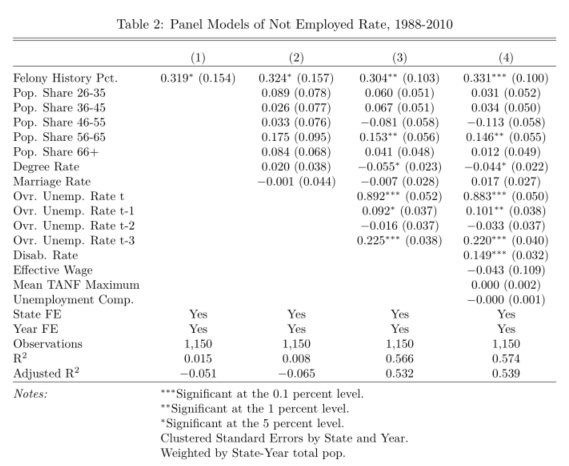 Table 2: Panel Models of Not Employed Rate, 1988-2010
(1) (2) (3) (4)
Felony History Pct. 0.319* (0.154) 0.324* (0.157) 0.304** (0.103) 0.331*** (0.100)
Pop. Share 26-35 0.089 (0.078) 0.060 (0.051) 0.031 (0.052)
Pop. Share 36-45 0.026 (0.077) 0.067 (0.051) 0.034 (0.050)
Pop. Share 46-55 0.033 (0.076) −0.081 (0.058) −0.113 (0.058)
Pop. Share 56-65 0.175 (0.095) 0.153** (0.056) 0.146** (0.055)
Pop. Share 66+ 0.084 (0.068) 0.041 (0.048) 0.012 (0.049)
Degree Rate 0.020 (0.038) −0.055* (0.023) −0.044* (0.022)
Marriage Rate −0.001 (0.044) −0.007 (0.028) 0.017 (0.027)
Ovr. Unemp. Rate t 0.892*** (0.052) 0.883*** (0.050)
Ovr. Unemp. Rate t-1 0.092* (0.037) 0.101** (0.038)
Ovr. Unemp. Rate t-2 −0.016 (0.037) −0.033 (0.037)
Ovr. Unemp. Rate t-3 0.225*** (0.038) 0.220*** (0.040)
Disab. Rate 0.149*** (0.032)
Effective Wage −0.043 (0.109)
Mean TANF Maximum 0.000 (0.002)
Unemployment Comp. −0.000 (0.001)
State FE Yes Yes Yes Yes
Year FE Yes Yes Yes Yes
Observations 1,150 1,150 1,150 1,150
R² 0.015 0.008 0.566 0.574
Adjusted R² −0.051 −0.065 0.532 0.539
Notes: ***Significant at the 0.1 percent level.
**Significant at the 1 percent level.
*Significant at the 5 percent level.
Clustered Standard Errors by State and Year.
Weighted by State-Year total pop.